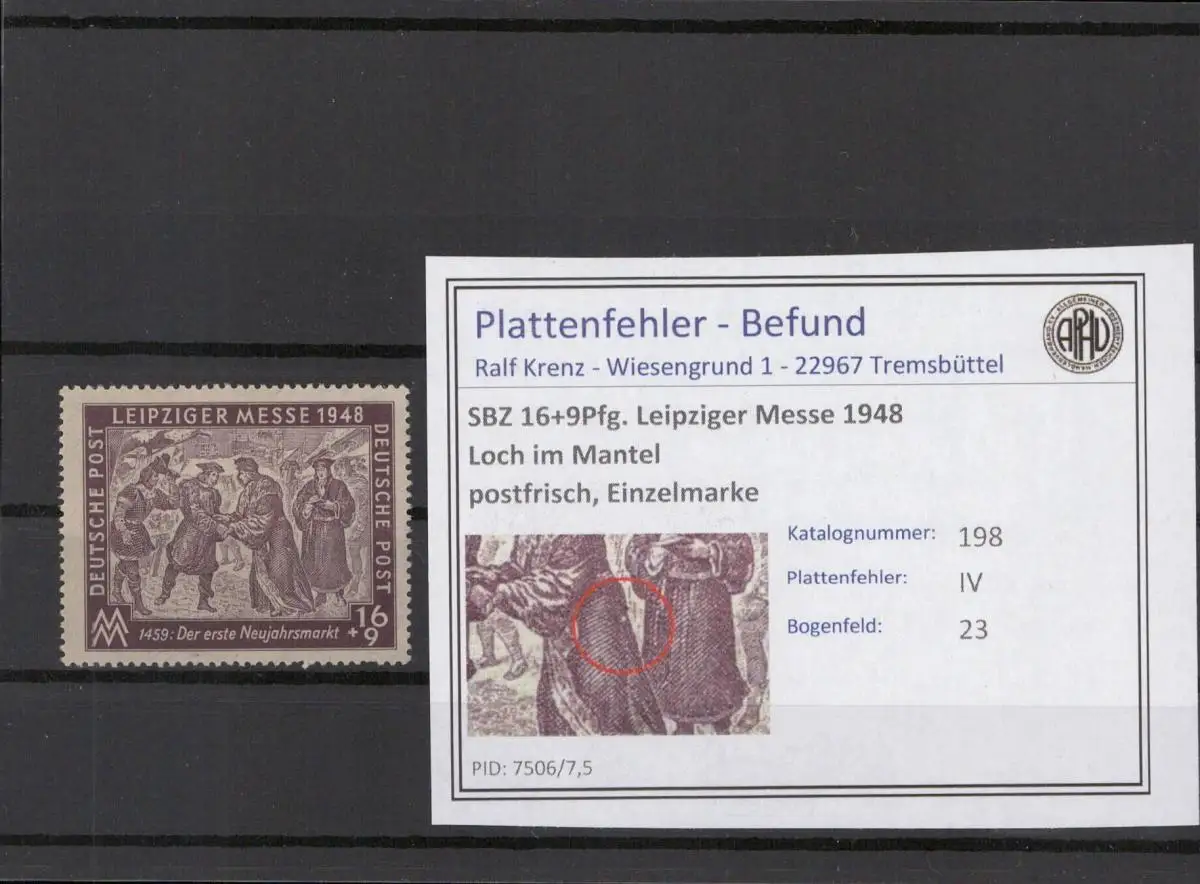 LEIPZIGER MESSE 1948
DEUTSCHE POST
DEUTSCHE POST
1459: Der erste Neujahrsmarkt
16
+9
Plattenfehler - Befund
Ralf Krenz - Wiesengrund 1 - 22967 Tremsbüttel
APHV
SBZ 16+9Pfg. Leipziger Messe 1948
Loch im Mantel
postfrisch, Einzelmarke
Katalognummer: 198
Plattenfehler: IV
Bogenfeld: 23
PID: 7506/7,5